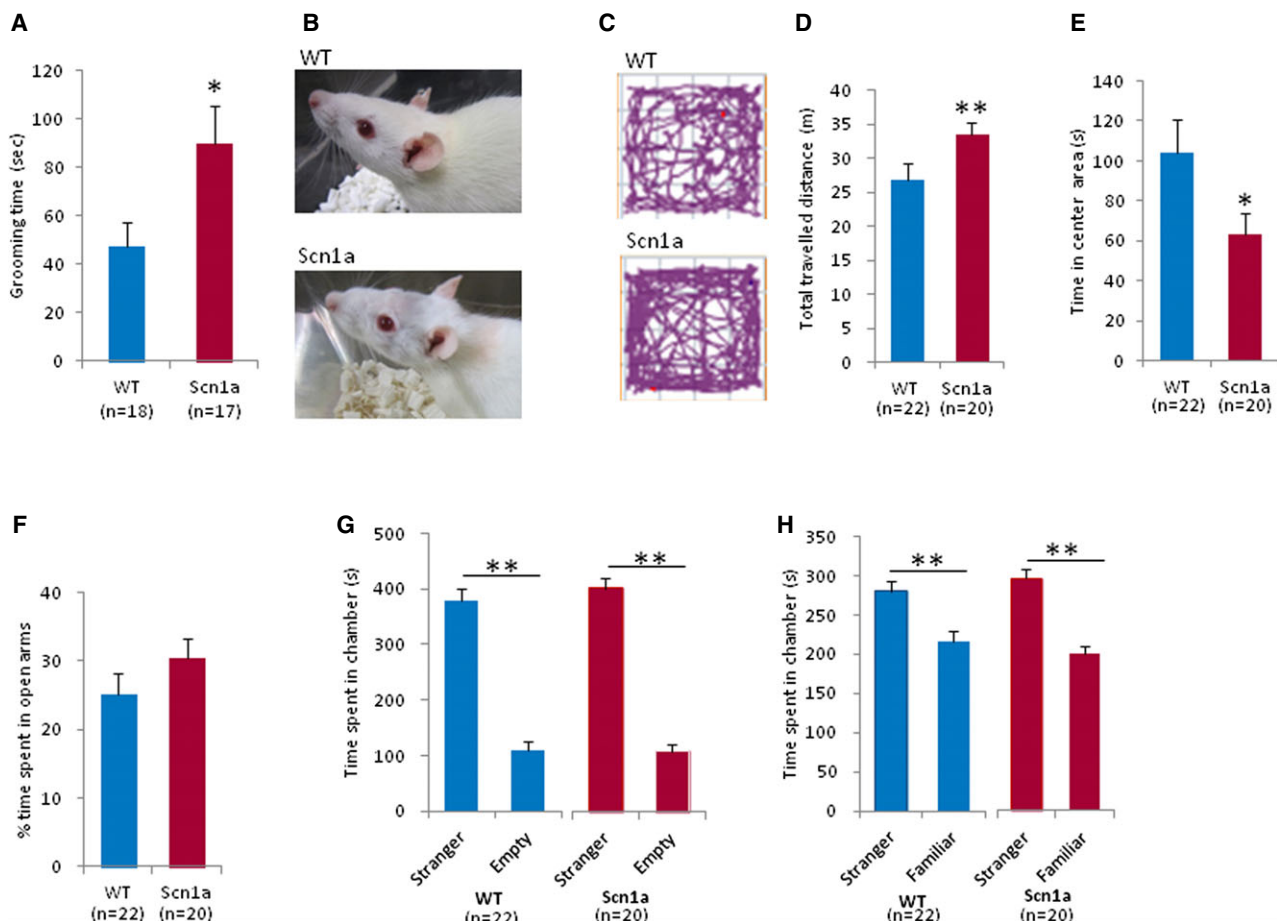 A
Grooming time (sec)
120
100
80
60
40
20
0
*
WT
(n=18)
Scn1a
(n=17)
B
WT
Scn1a
C
WT
Scn1a
D
Total travelled distance (m)
40
35
30
25
20
15
10
5
0
**
WT
(n=22)
Scn1a
(n=20)
E
Time in center area (s)
140
120
100
80
60
40
20
0
*
WT
(n=22)
Scn1a
(n=20)
F
% time spent in open arms
40
30
20
10
0
WT
(n=22)
Scn1a
(n=20)
G
Time spent in chamber (s)
500
400
300
200
100
0
**
**
Stranger
Empty
Stranger
Empty
WT
(n=22)
Scn1a
(n=20)
H
Time spent in chamber (s)
350
300
250
200
150
100
50
0
**
**
Stranger
Familiar
Stranger
Familiar
WT
(n=22)
Scn1a
(n=20)